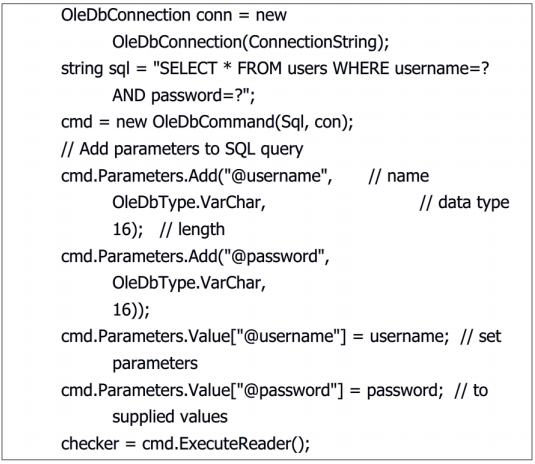 OleDbConnection conn = new
OleDbConnection(ConnectionString);
string sql = "SELECT * FROM users WHERE username=?
AND password=?";
cmd = new OleDbCommand(Sql, con);
// Add parameters to SQL query
cmd.Parameters.Add("@username", // name
OleDbType.VarChar, // data type
16); // length
cmd.Parameters.Add("@password",
OleDbType.VarChar,
16));
cmd.Parameters.Value["@username"] = username; // set
parameters
cmd.Parameters.Value["@password"] = password; // to
supplied values
checker = cmd.ExecuteReader();